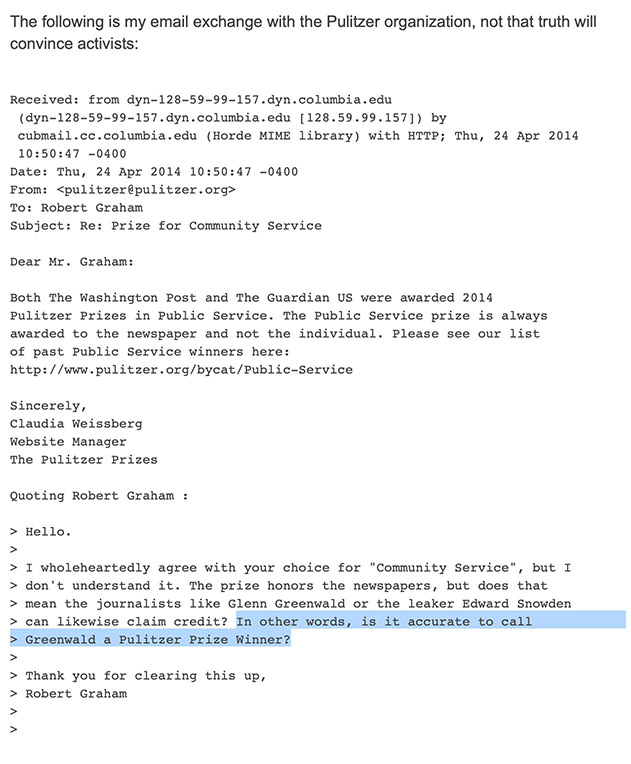 The following is my email exchange with the Pulitzer organization, not that truth will
convince activists:
Received: from dyn-128-59-99-157.dyn.columbia.edu
(dyn-128-59-99-157.dyn.columbia.edu [128.59.99.157]) by
cubmail.cc.columbia.edu (Horde MIME library) with HTTP; Thu, 24 Apr 2014
10:50:47 -0400
Date: Thu, 24 Apr 2014 10:50:47 -0400
From: <pulitzer@pulitzer.org>
To: Robert Graham
Subject: Re: Prize for Community Service
Dear Mr. Graham:
Both The Washington Post and The Guardian US were awarded 2014
Pulitzer Prizes in Public Service. The Public Service prize is always
awarded to the newspaper and not the individual. Please see our list
of past Public Service winners here:
http://www.pulitzer.org/bycat/Public-Service
Sincerely,
Claudia Weissberg
Website Manager
The Pulitzer Prizes
Quoting Robert Graham :
> Hello.
>
> I wholeheartedly agree with your choice for "Community Service", but I
> don't understand it. The prize honors the newspapers, but does that
> mean the journalists like Glenn Greenwald or the leaker Edward Snowden
> can likewise claim credit? In other words, is it accurate to call
> Greenwald a Pulitzer Prize Winner?
>
> Thank you for clearing this up,
> Robert Graham
>
>